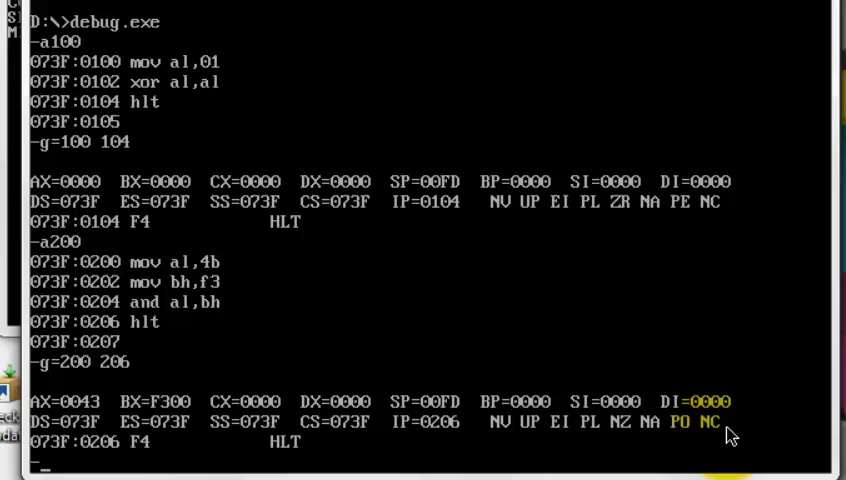 D:\>debug.exe
-a100
073F:0100 mov al,01
073F:0102 xor al,al
073F:0104 hlt
073F:0105
-g=100 104
AX=0000 BX=0000 CX=0000 DX=0000 SP=00FD BP=0000 SI=0000 DI=0000
DS=073F ES=073F SS=073F CS=073F IP=0104 NV UP EI PL ZR NA PE NC
073F:0104 F4 HLT
-a200
073F:0200 mov al,4b
073F:0202 mov bh,f3
073F:0204 and al,bh
073F:0206 hlt
073F:0207
-g=200 206
AX=0043 BX=F300 CX=0000 DX=0000 SP=00FD BP=0000 SI=0000 DI=0000
DS=073F ES=073F SS=073F CS=073F IP=0206 NV UP EI PL NZ NA PO NC
073F:0206 F4 HLT
-_